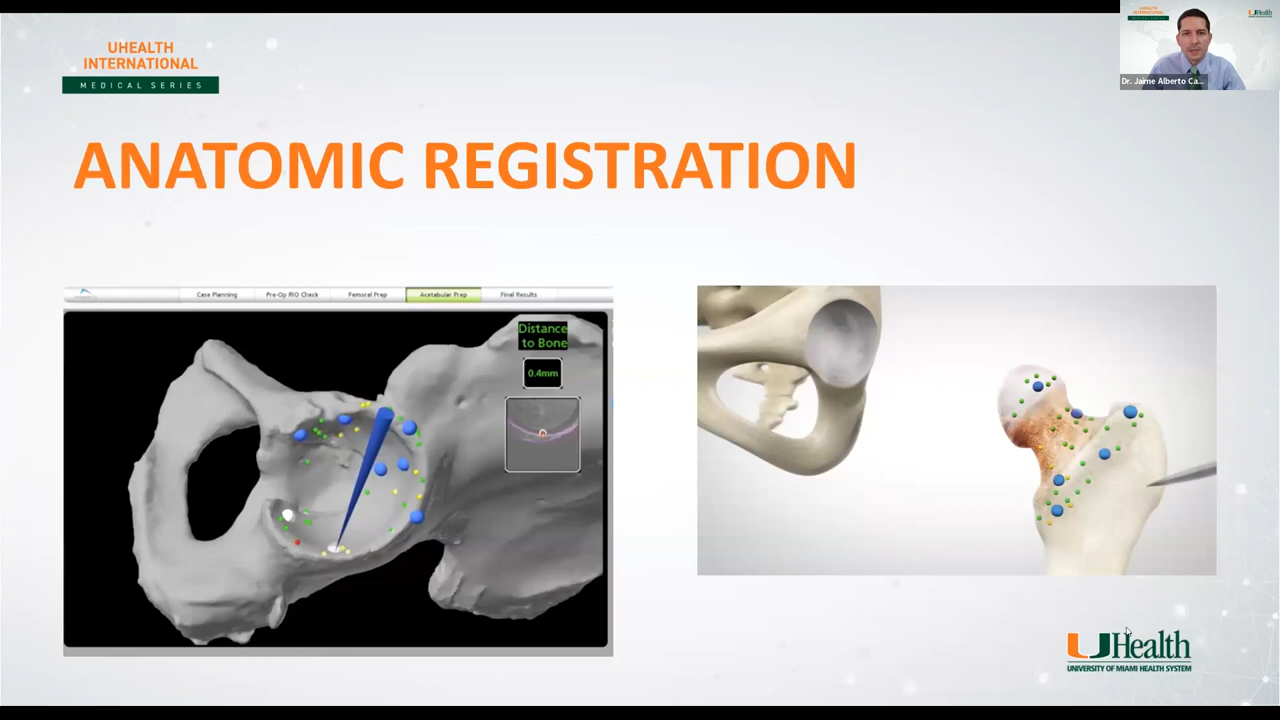 UHEALTH
INTERNATIONAL
MEDICAL SERIES
UHealth
Dr. Jaime Alberto Ca...
ANATOMIC REGISTRATION
Case Planning
Pre-Op RIO Check
Femoral Prep
Acetabular Prep
Final Results
Distance
to Bone
0.4mm
UHealth
UNIVERSITY OF MIAMI HEALTH SYSTEM